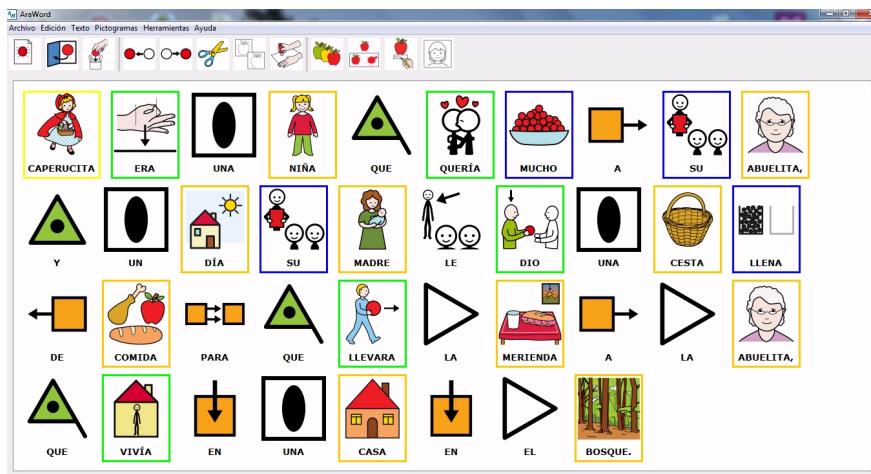 AraWord
Archivo Edición Texto Pictogramas Herramientas Ayuda
CAPERUCITA ERA UNA NIÑA QUE QUERÍA MUCHO A SU ABUELITA,
Y UN DÍA SU MADRE LE DIO UNA CESTA LLENA
DE COMIDA PARA QUE LLEVARA LA MERIENDA A LA ABUELITA,
QUE VIVÍA EN UNA CASA EN EL BOSQUE.